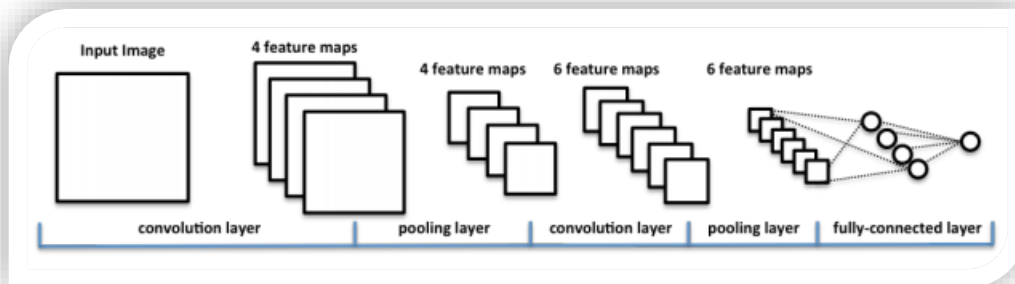 Input Image
4 feature maps
4 feature maps
6 feature maps
6 feature maps
convolution layer
pooling layer
convolution layer
pooling layer
fully-connected layer